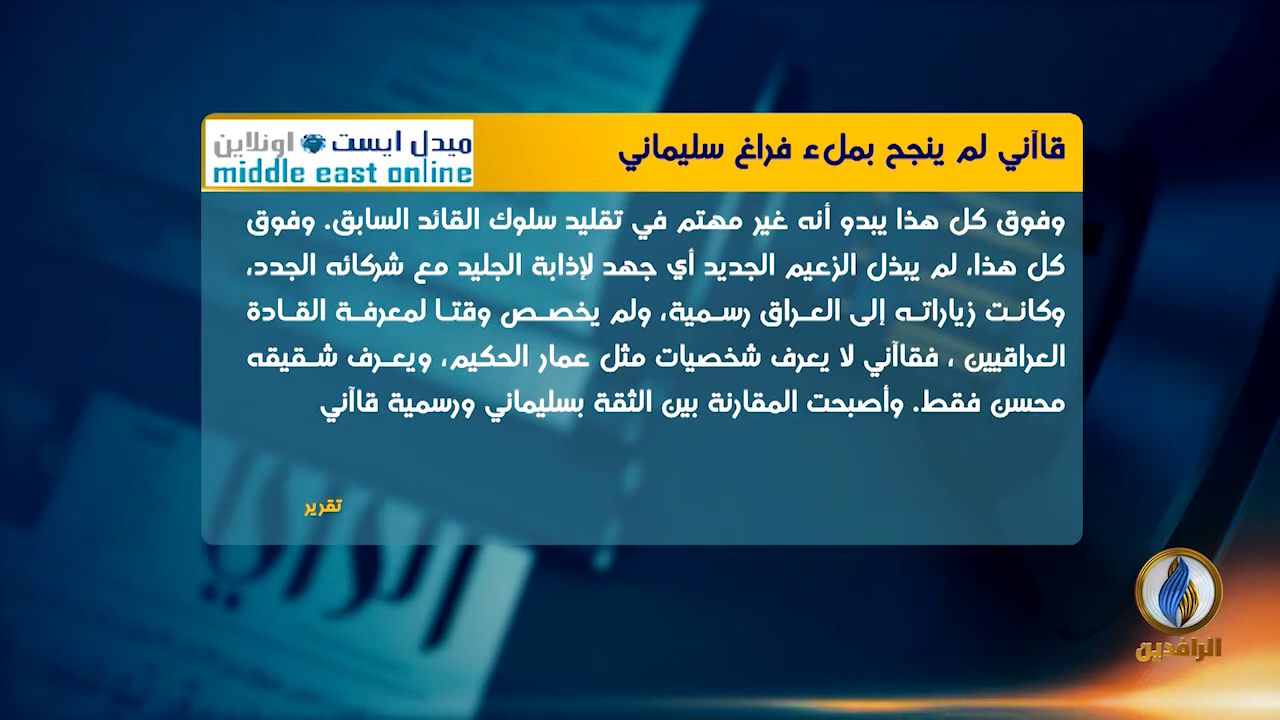 قاآني لم ينجح بملء فراغ سليماني
ميدل ايست اونلاين
middle east online
وفوق كل هذا يبدو أنه غير مهتم في تقليد سلوك القائد السابق. وفوق
كل هذا، لم يبذل الزعيم الجديد أي جهد لإذابة الجليد مع شركائه الجدد،
وكانت زياراته إلى العراق رسمية، ولم يخصص وقتا لمعرفة القادة
العراقيين ، فقاآني لا يعرف شخصيات مثل عمار الحكيم، ويعرف شقيقه
محسن فقط. وأصبحت المقارنة بين الثقة بسليماني ورسمية قاآني
تقرير
الراي
الرافدين